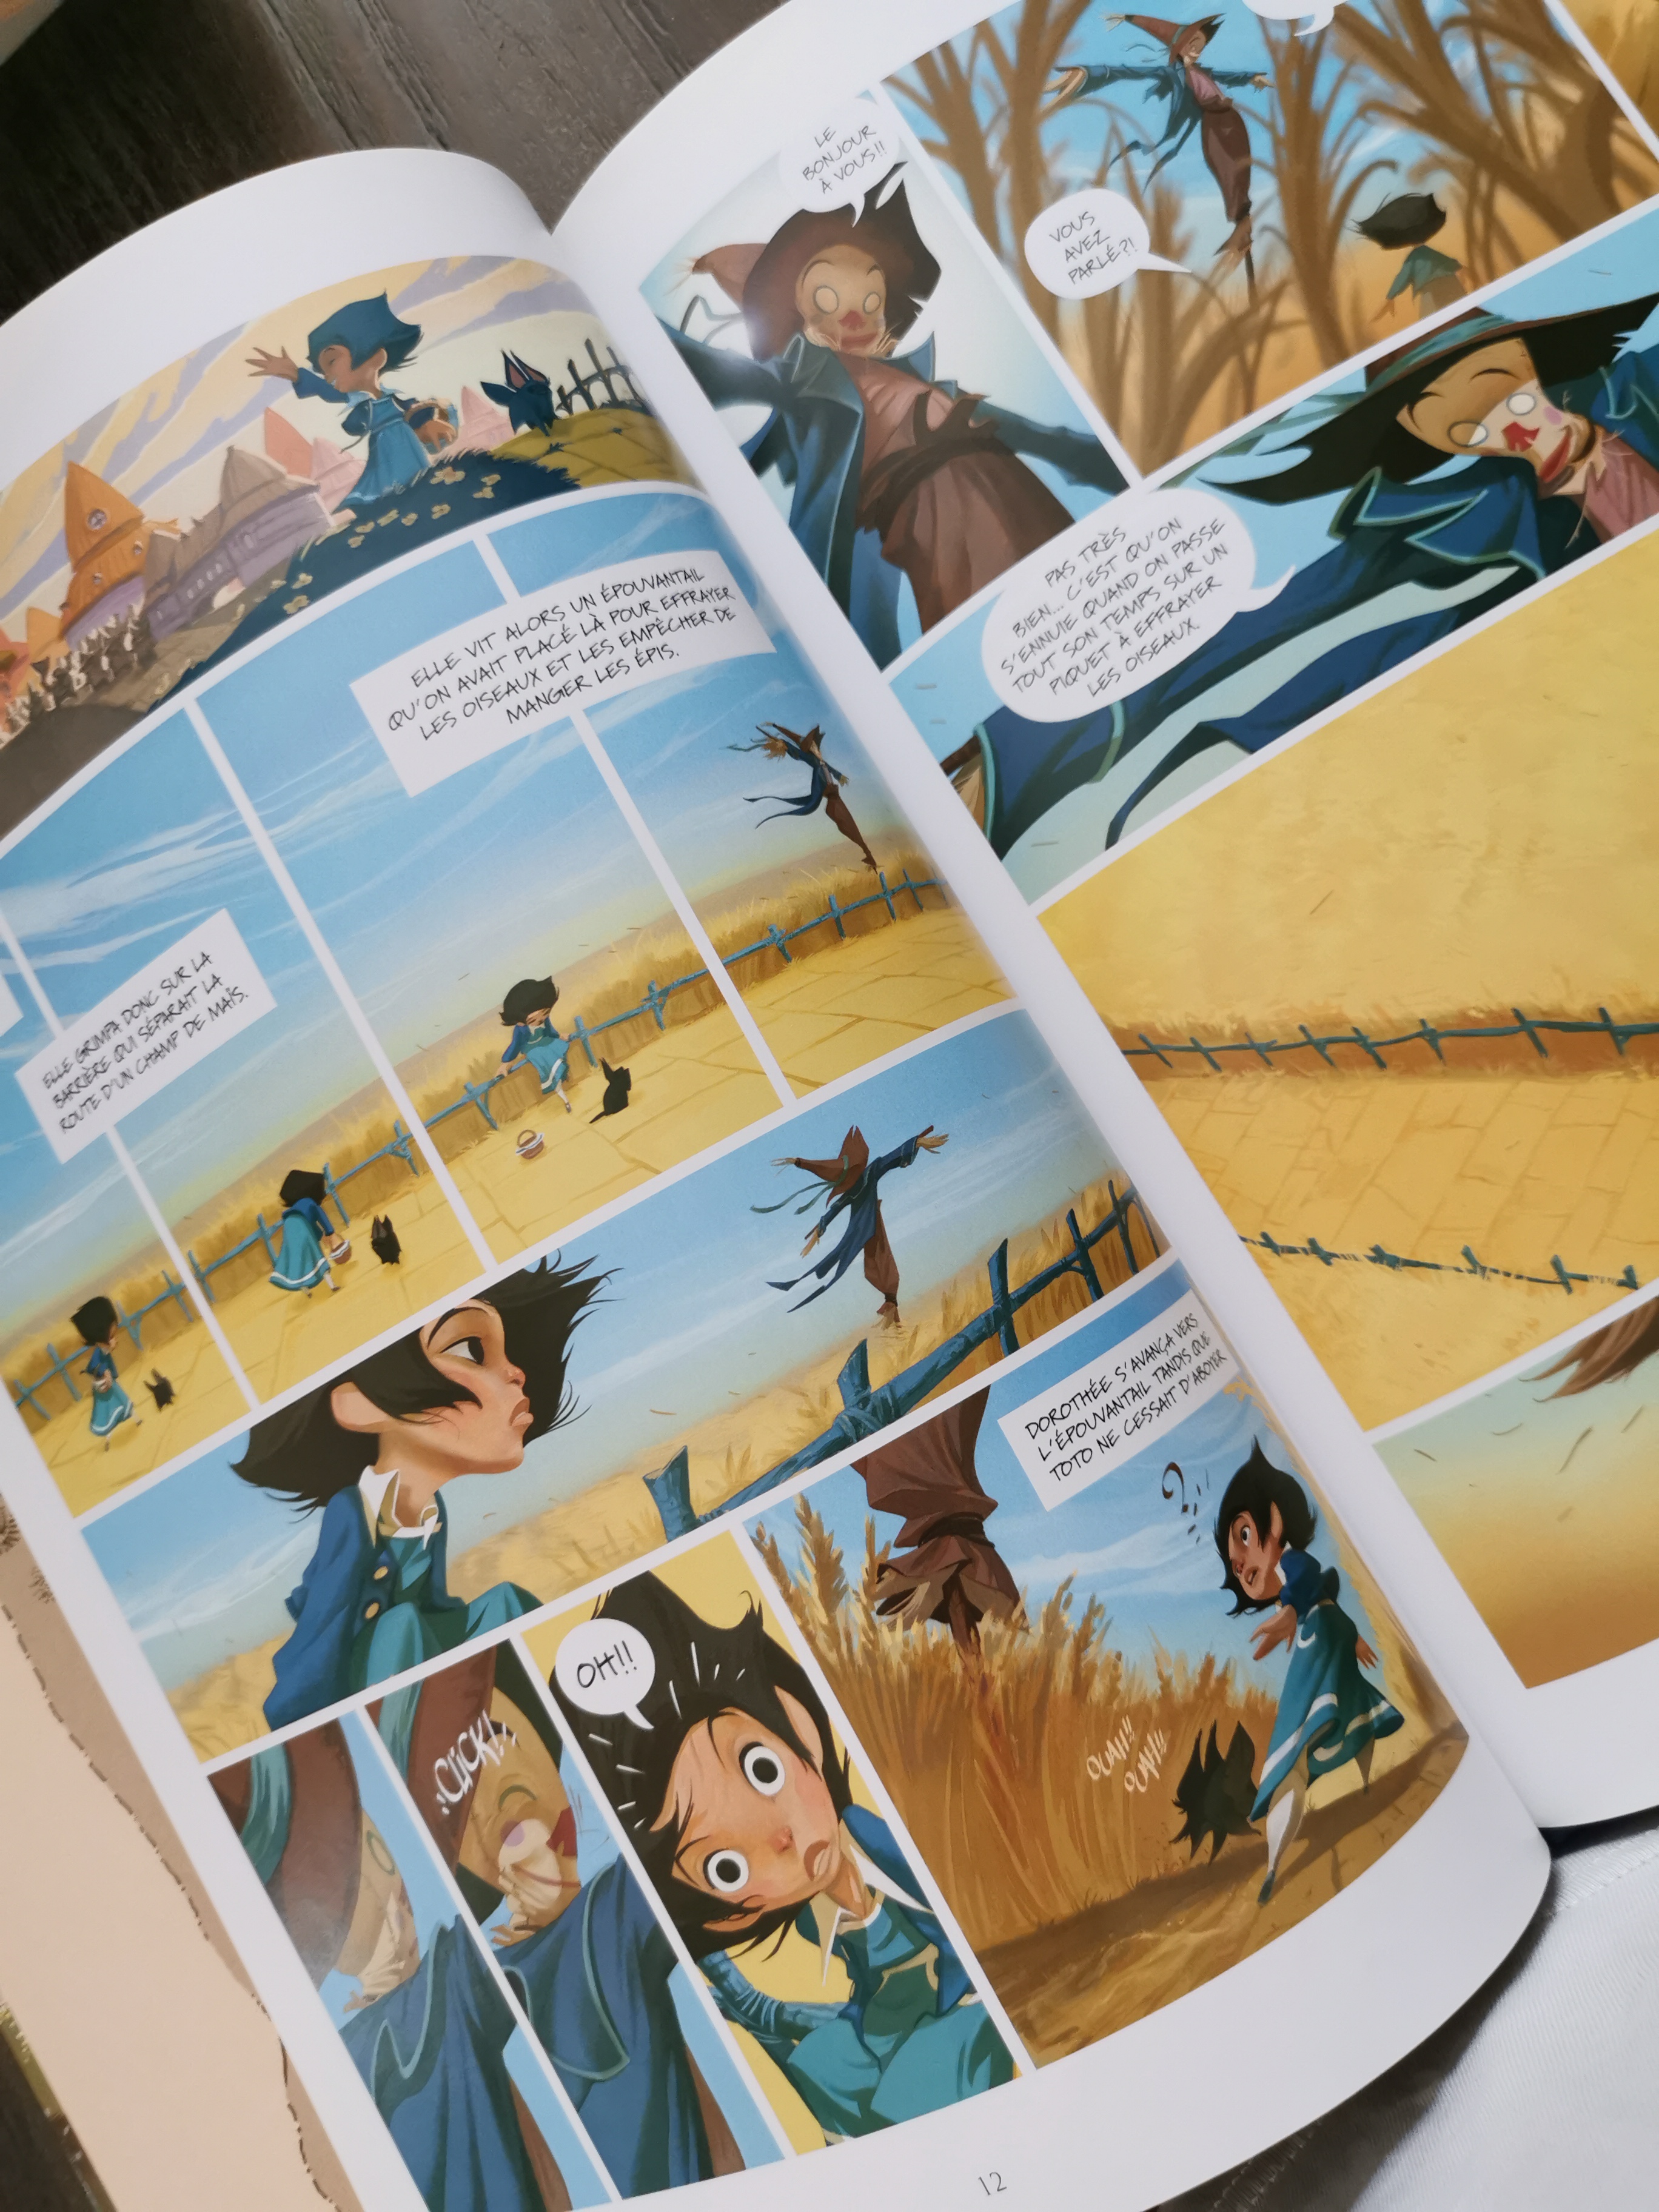 ELLE GRIMPA DONC SUR LA
BARRIÈRE QUI SÉPARAIT LA
ROUTE D'UN CHAMP DE MAÏS.
ELLE VIT ALORS UN ÉPOUVANTAIL
QU'ON AVAIT PLACÉ LÀ POUR EFFRAYER
LES OISEAUX ET LES EMPÊCHER DE
MANGER LES ÉPIS.
CLICK!!
OH!!
DOROTHÉE S'AVANÇA VERS
L'ÉPOUVANTAIL TANDIS QUE
TOTO NE CESSAIT D'ABOYER
?!!
OUAH!!
OUAH!!
12
LE
BONJOUR
À VOUS!!
VOUS
AVEZ
PARLÉ?!
PAS TRÈS
BIEN... C'EST QU'ON
S'ENNUIE QUAND ON PASSE
TOUT SON TEMPS SUR UN
PIQUET À EFFRAYER
LES OISEAUX.